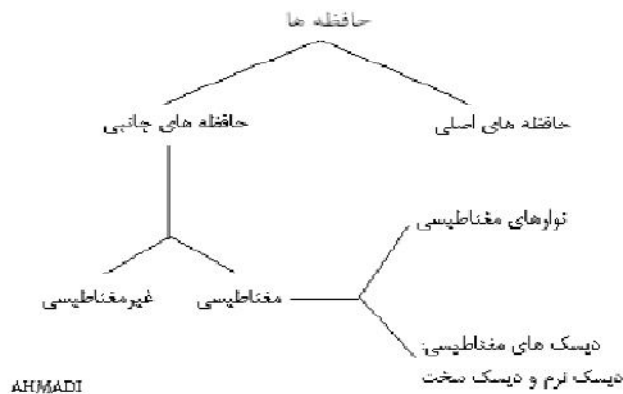 حافظه ها
حافظه های اصلی
حافظه های جانبی
نوارهای مغناطیسی
مغناطیسی
غیرمغناطیسی
دیسک های مغناطیسی:
دیسک نرم و دیسک سخت
AHMADI